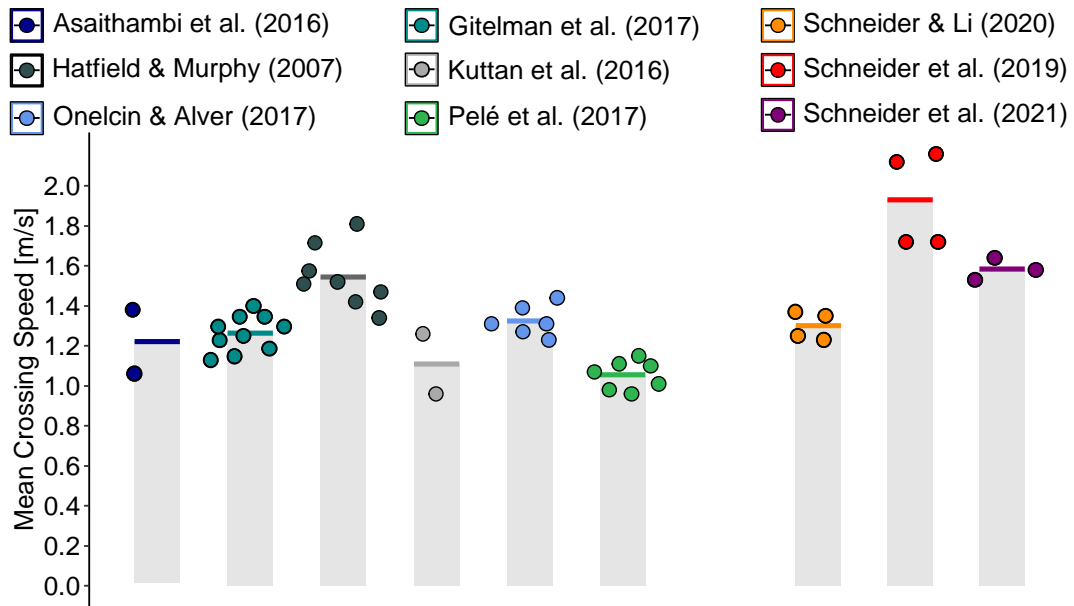 Asaithambi et al. (2016) Gitelman et al. (2017) Schneider & Li (2020)
Hatfield & Murphy (2007) Kuttan et al. (2016) Schneider et al. (2019)
Onelcin & Alver (2017) Pelé et al. (2017) Schneider et al. (2021)
Mean Crossing Speed [m/s]
2.0
1.8
1.6
1.4
1.2
1.0
0.8
0.6
0.4
0.2
0.0